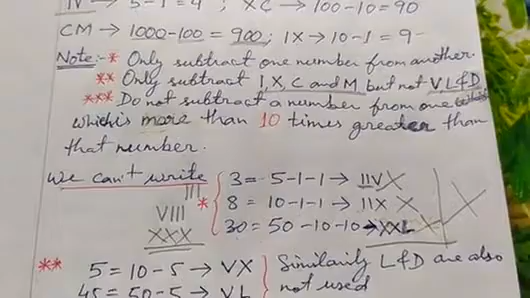 IV → 5-1=4 ; XC → 100-10=90
CM → 1000-100 = 900 ; IX → 10-1 = 9
Note:-* Only subtract one number from another.
** Only subtract I, X, C and M but not V L & D
*** Do not subtract a number from one
which is more than 10 times greater than
that number.
We can't write
III
VIII
XXX
* 3 = 5-1-1 → IIV X
8 = 10-1-1 → IIX X
30 = 50-10-10 → XXL X
X
** 5 = 10-5 → VX
45 = 50-5 → VL
Similarly L & D are also
not used